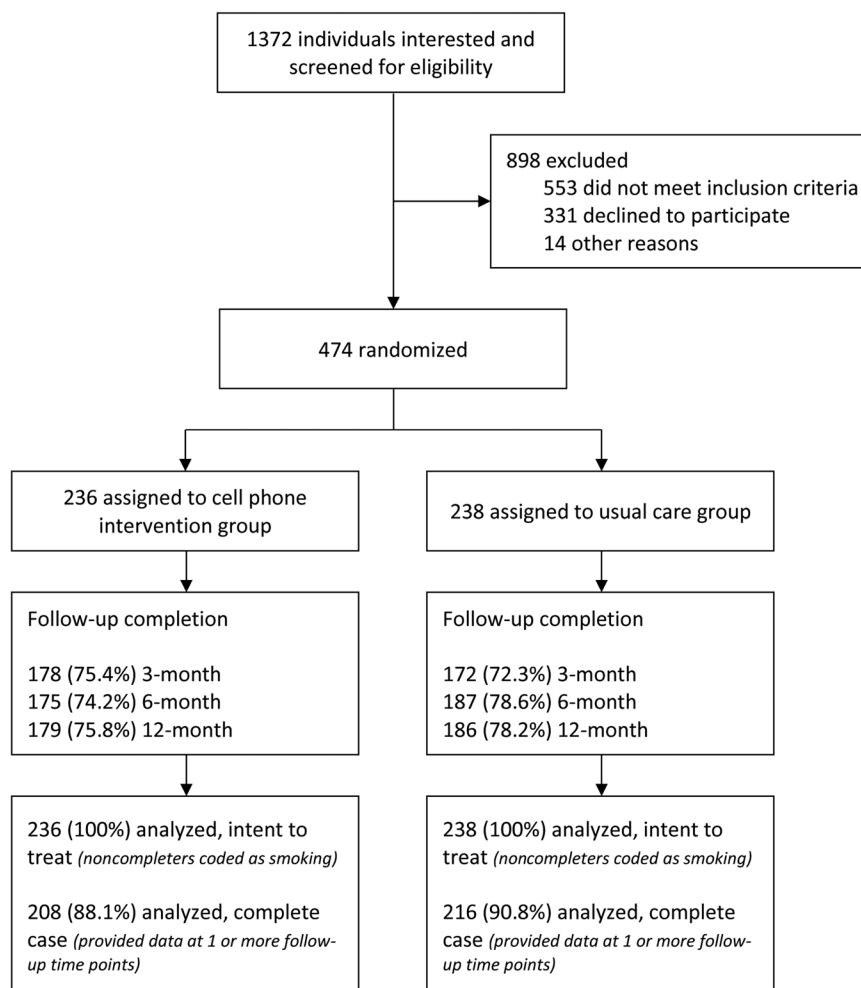 1372 individuals interested and
screened for eligibility
898 excluded
553 did not meet inclusion criteria
331 declined to participate
14 other reasons
474 randomized
236 assigned to cell phone
intervention group
238 assigned to usual care group
Follow-up completion
178 (75.4%) 3-month
175 (74.2%) 6-month
179 (75.8%) 12-month
Follow-up completion
172 (72.3%) 3-month
187 (78.6%) 6-month
186 (78.2%) 12-month
236 (100%) analyzed, intent to
treat (noncompleters coded as smoking)
208 (88.1%) analyzed, complete
case (provided data at 1 or more follow-
up time points)
238 (100%) analyzed, intent to
treat (noncompleters coded as smoking)
216 (90.8%) analyzed, complete
case (provided data at 1 or more follow-
up time points)